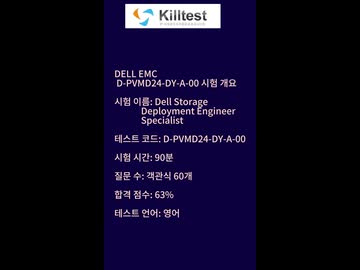 Killtest
DELL EMC
D-PVMD24-DY-A-00 시험 개요
시험 이름: Dell Storage
Deployment Engineer
Specialist
테스트 코드: D-PVMD24-DY-A-00
시험 시간: 90분
질문 수: 객관식 60개
합격 점수: 63%
테스트 언어: 영어